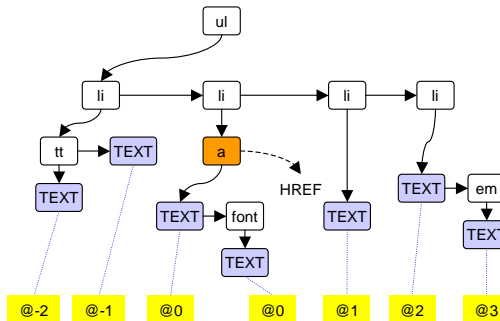 ul
li li li li
tt TEXT a
HREF
TEXT TEXT font TEXT TEXT em
TEXT TEXT
@-2 @-1 @0 @0 @1 @2 @3